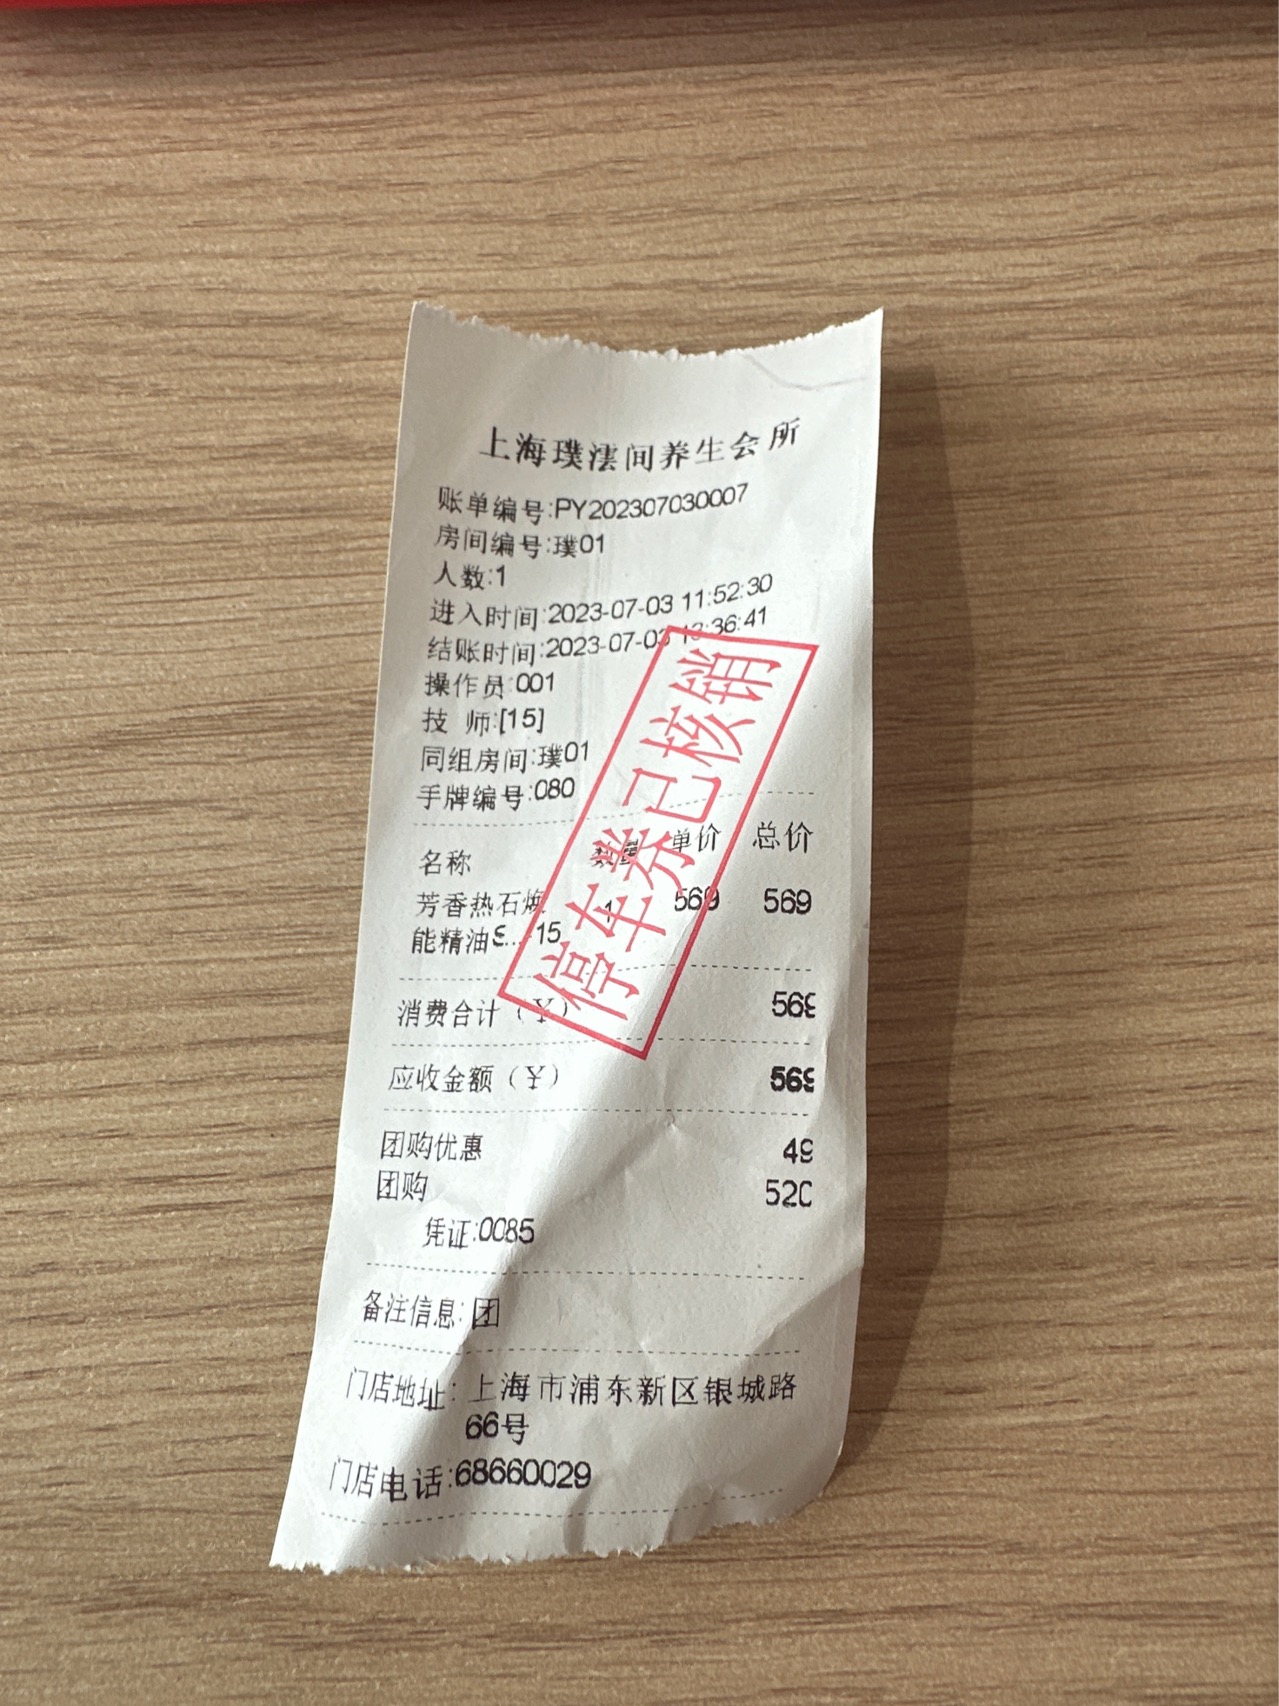 上海璞澐间养生会所
账单编号:PY202307030007
房间编号:璞01
人数:1
进入时间:2023-07-03 11:52:30
结账时间:2023-07-03 13:36:41
操作员:001
技 师:[15]
同组房间:璞01
手牌编号:080
名称 数量 单价 总价
芳香热石焕 1 569 569
能精油S...-15
消费合计（¥） 569
应收金额（¥） 569
团购优惠 49
团购 520
凭证:0085
备注信息: 团
门店地址: 上海市浦东新区银城路
66号
门店电话:68660029
停车券已核销